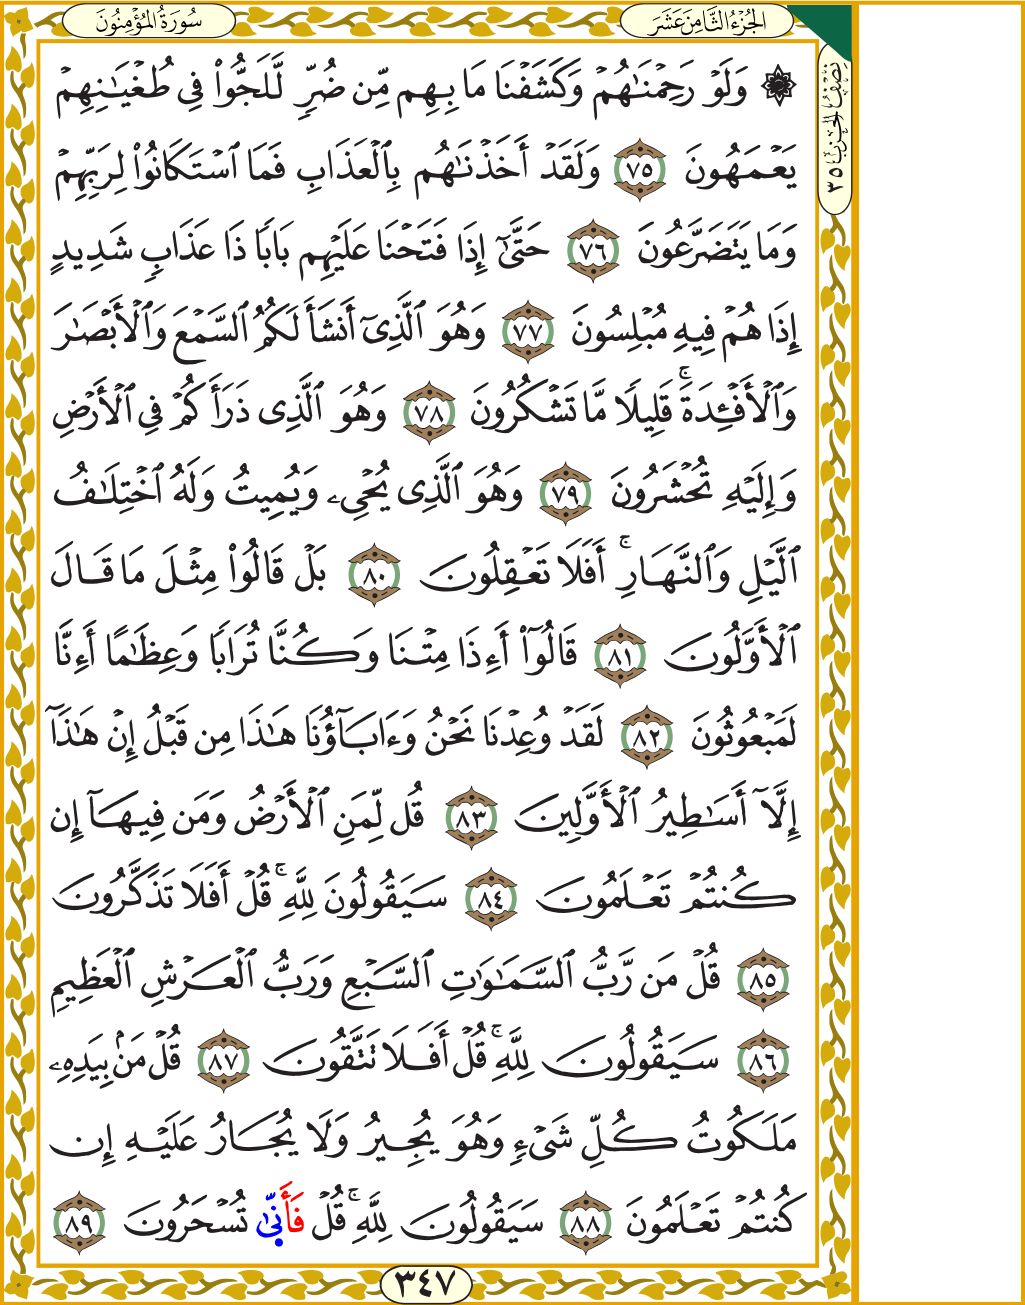 سُورَةُ المُؤْمِنُونَ
الجُزْءُ الثَّامِنَ عَشَرَ
نِصْفُ الحِزْبِ ٣٥
۞ وَلَوْ رَحِمْنَٰهُمْ وَكَشَفْنَا مَا بِهِم مِّن ضُرٍّ لَّلَجُّوا۟ فِى طُغْيَٰنِهِمْ
يَعْمَهُونَ ٧٥ وَلَقَدْ أَخَذْنَٰهُم بِٱلْعَذَابِ فَمَا ٱسْتَكَانُوا۟ لِرَبِّهِمْ
وَمَا يَتَضَرَّعُونَ ٧٦ حَتَّىٰٓ إِذَا فَتَحْنَا عَلَيْهِم بَابًا ذَا عَذَابٍ شَدِيدٍ
إِذَا هُمْ فِيهِ مُبْلِسُونَ ٧٧ وَهُوَ ٱلَّذِىٓ أَنشَأَ لَكُمُ ٱلسَّمْعَ وَٱلْأَبْصَٰرَ
وَٱلْأَفْـِٔدَةَ ۚ قَلِيلًا مَّا تَشْكُرُونَ ٧٨ وَهُوَ ٱلَّذِى ذَرَأَكُمْ فِى ٱلْأَرْضِ
وَإِلَيْهِ تُحْشَرُونَ ٧٩ وَهُوَ ٱلَّذِى يُحْىِۦ وَيُمِيتُ وَلَهُ ٱخْتِلَٰفُ
ٱلَّيْلِ وَٱلنَّهَارِ ۚ أَفَلَا تَعْقِلُونَ ٨٠ بَلْ قَالُوا۟ مِثْلَ مَا قَالَ
ٱلْأَوَّلُونَ ٨١ قَالُوٓا۟ أَءِذَا مِتْنَا وَكُنَّا تُرَابًا وَعِظَٰمًا أَءِنَّا
لَمَبْعُوثُونَ ٨٢ لَقَدْ وُعِدْنَا نَحْنُ وَءَابَآؤُنَا هَٰذَا مِن قَبْلُ إِنْ هَٰذَآ
إِلَّآ أَسَٰطِيرُ ٱلْأَوَّلِينَ ٨٣ قُل لِّمَنِ ٱلْأَرْضُ وَمَن فِيهَآ إِن
كُنتُمْ تَعْلَمُونَ ٨٤ سَيَقُولُونَ لِلَّهِ ۚ قُلْ أَفَلَا تَذَكَّرُونَ
٨٥ قُلْ مَن رَّبُّ ٱلسَّمَٰوَٰتِ ٱلسَّبْعِ وَرَبُّ ٱلْعَرْشِ ٱلْعَظِيمِ
٨٦ سَيَقُولُونَ لِلَّهِ ۚ قُلْ أَفَلَا تَتَّقُونَ ٨٧ قُلْ مَنۢ بِيَدِهِۦ
مَلَكُوتُ كُلِّ شَىْءٍ وَهُوَ يُجِيرُ وَلَا يُجَارُ عَلَيْهِ إِن
كُنتُمْ تَعْلَمُونَ ٨٨ سَيَقُولُونَ لِلَّهِ ۚ قُلْ فَأَنَّىٰ تُسْحَرُونَ ٨٩
٣٤٧